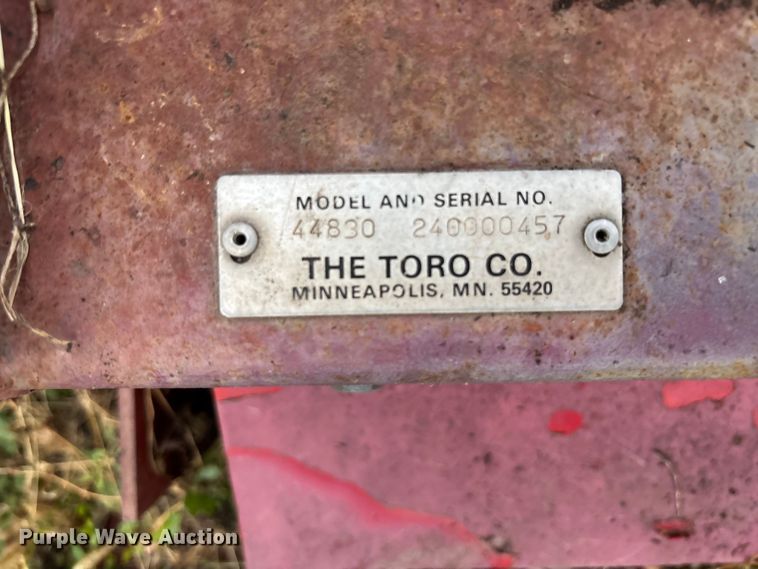 MODEL AND SERIAL NO.
44830 240000457
THE TORO CO.
MINNEAPOLIS, MN. 55420
Purple Wave Auction